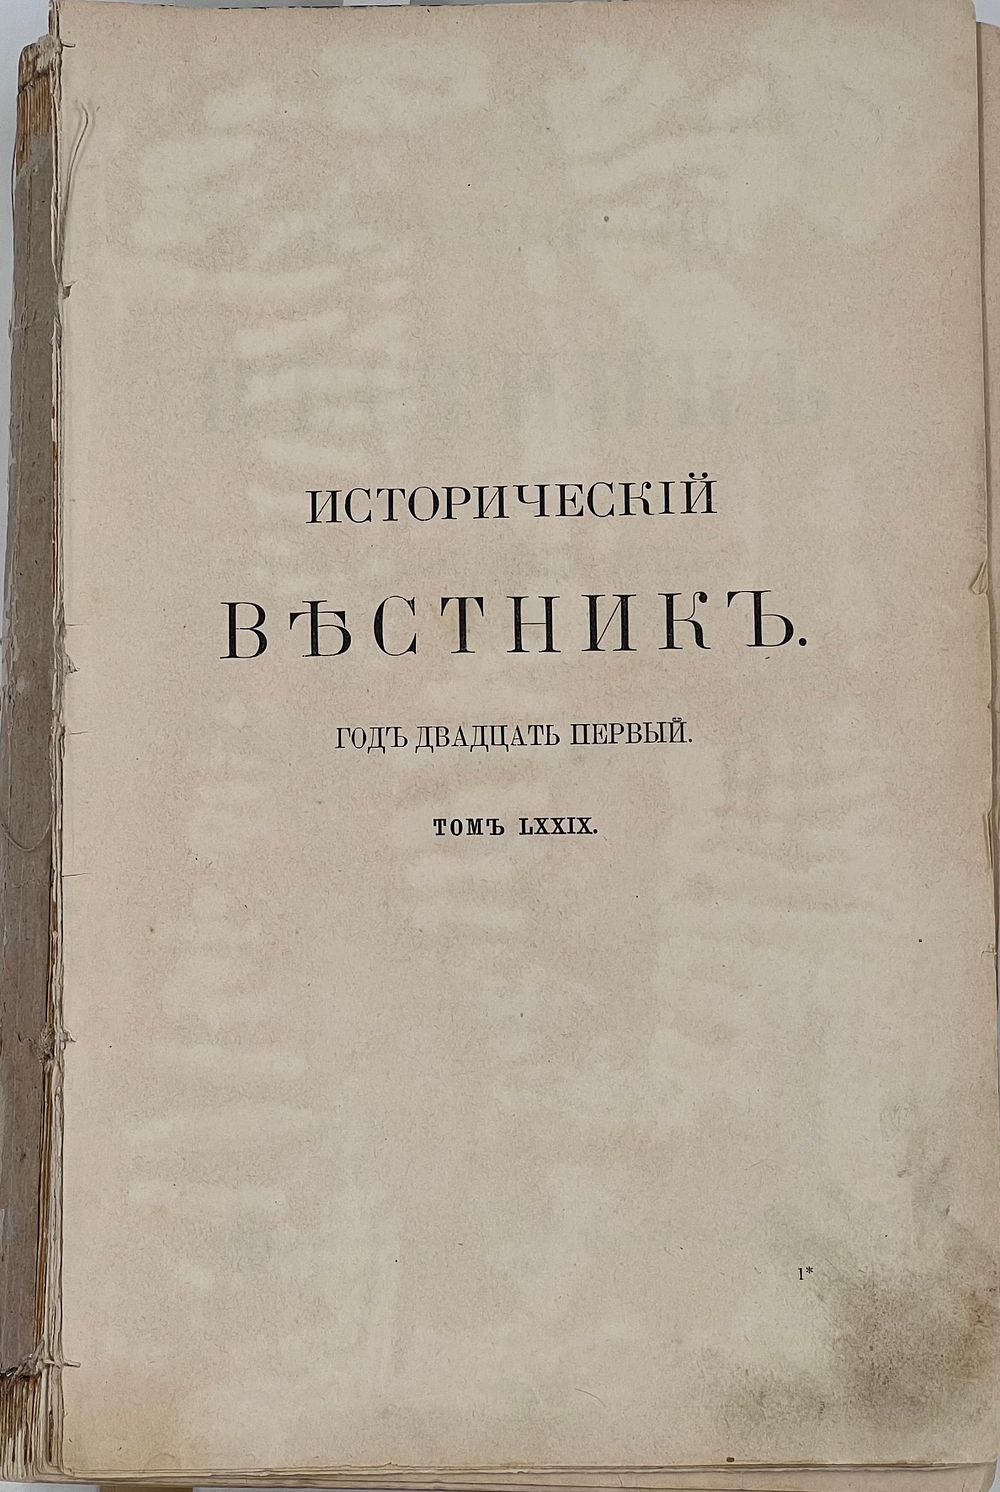 ИСТОРИЧЕСКІЙ
ВѢСТНИКЪ.
ГОДЪ ДВАДЦАТЬ ПЕРВЫЙ.
ТОМЪ LXXIX.
1*